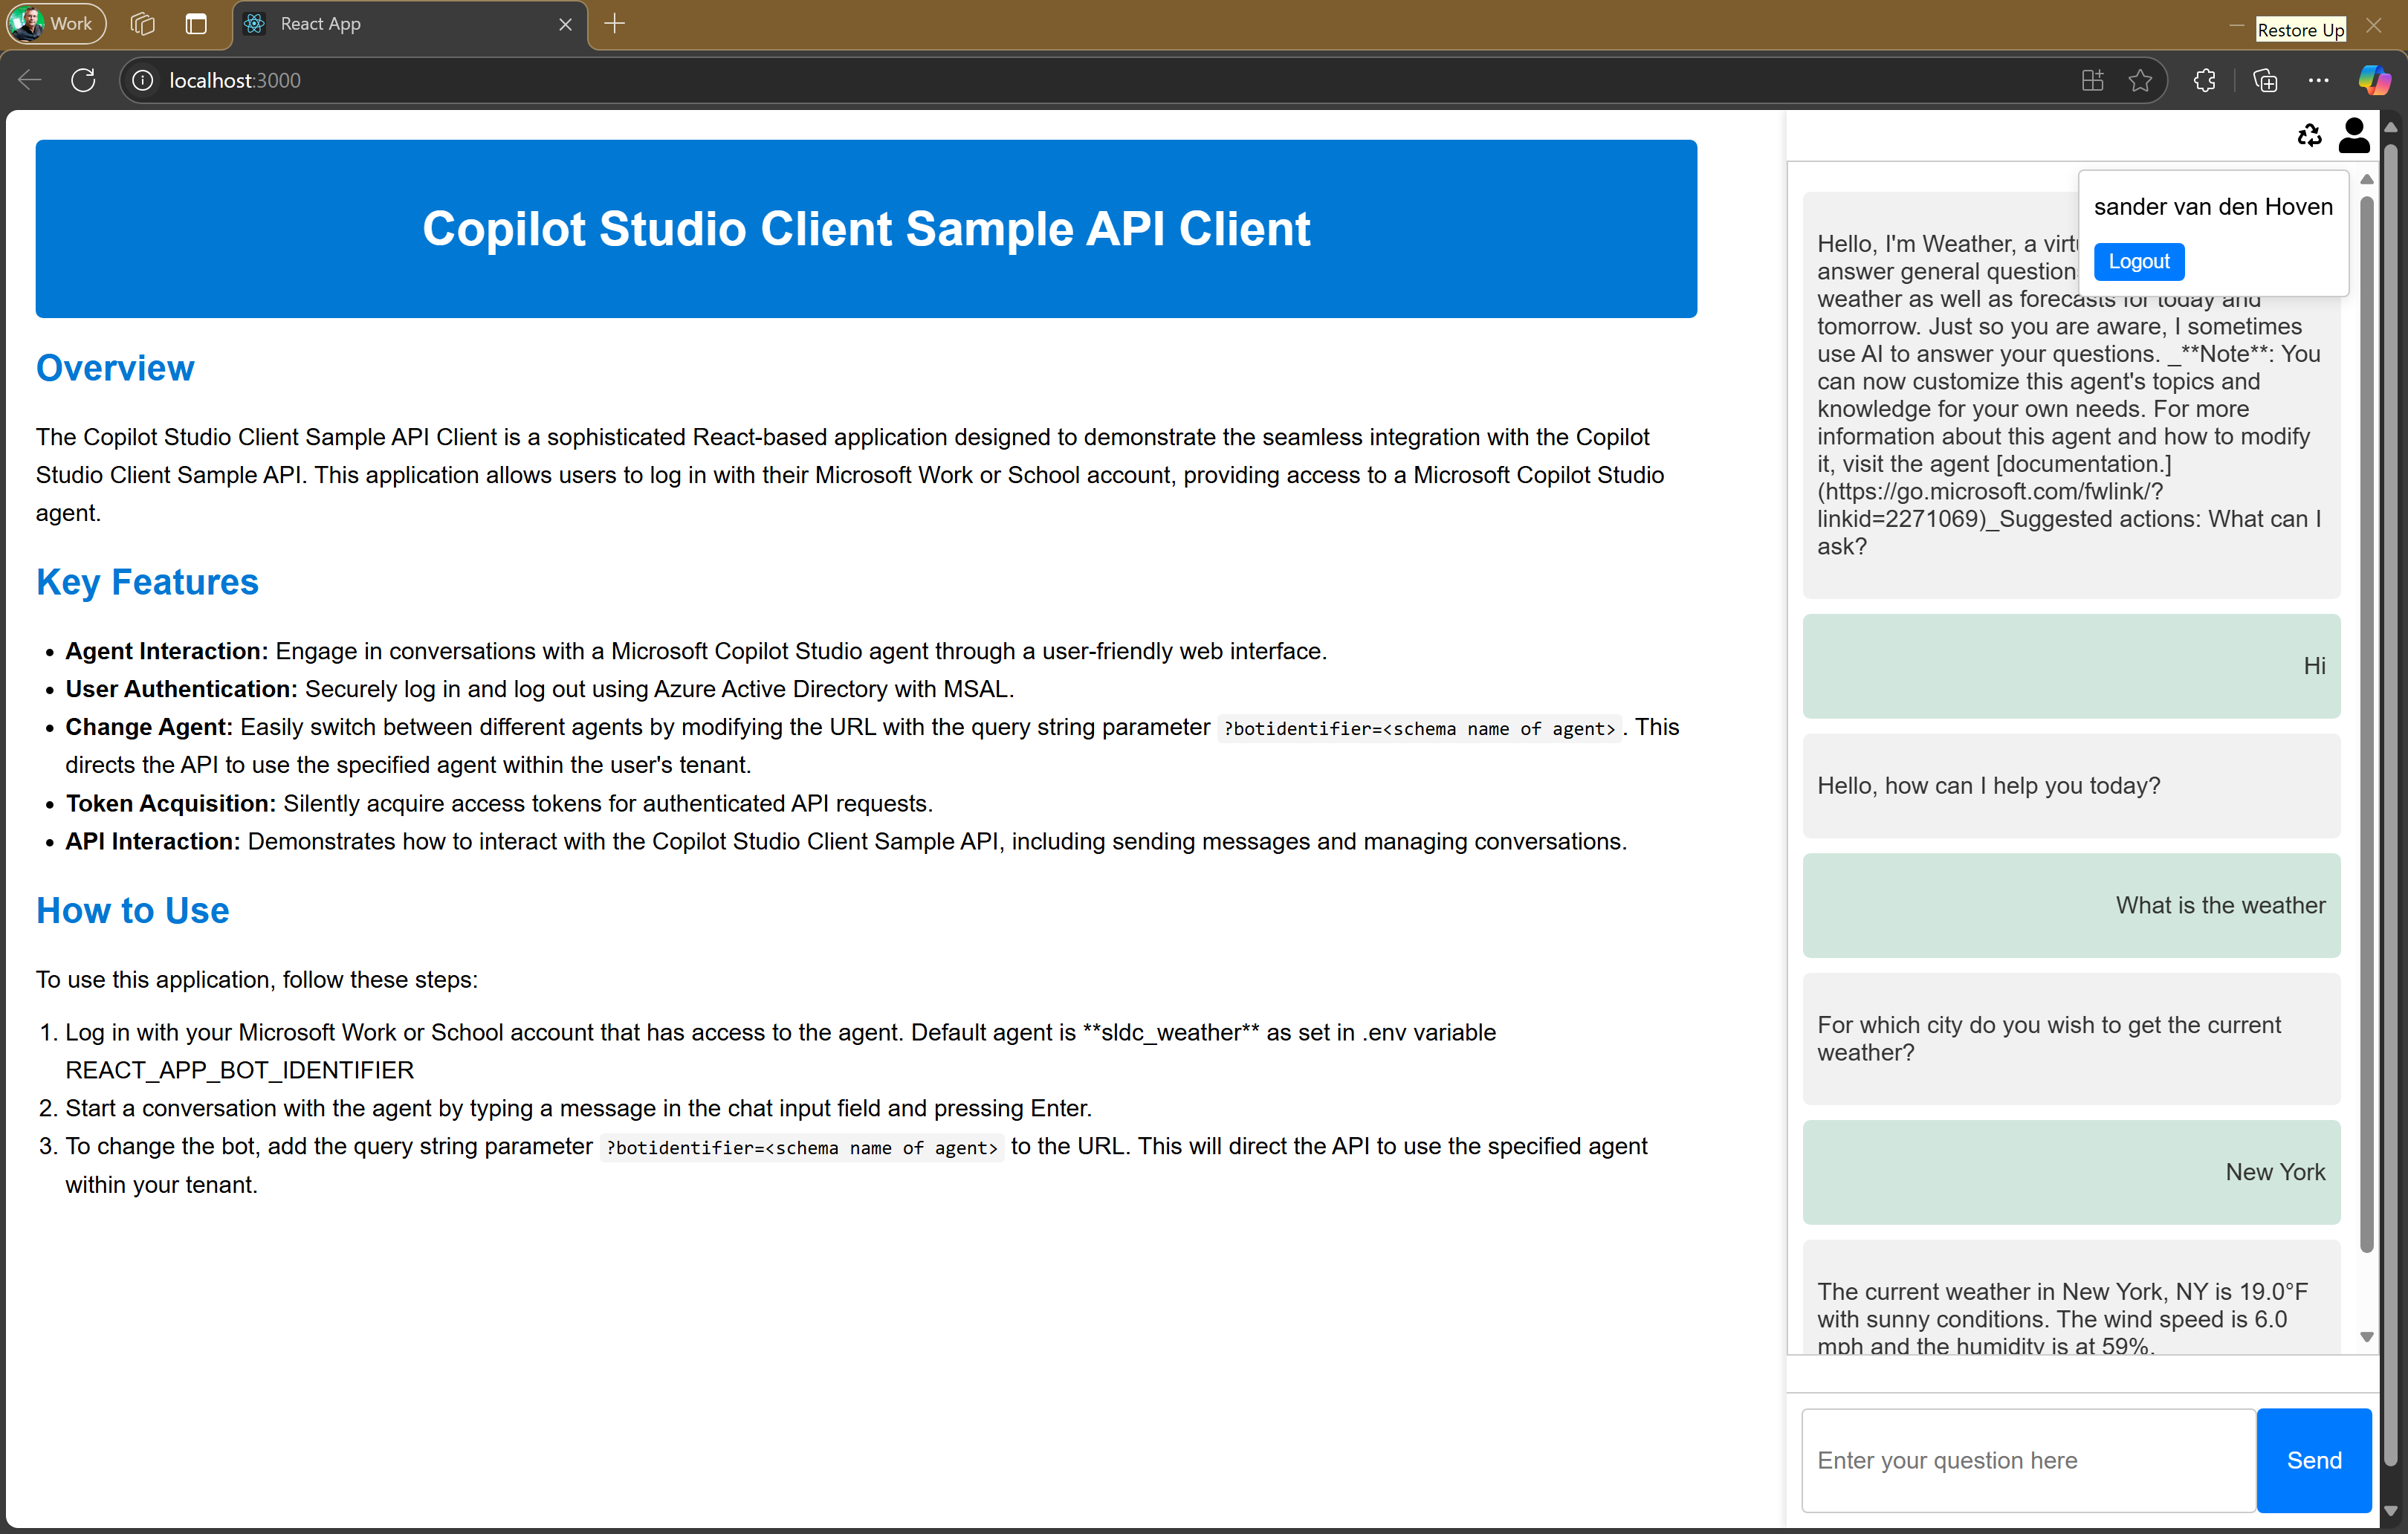 Work
React App
Restore Up
localhost:3000
Copilot Studio Client Sample API Client
Overview
The Copilot Studio Client Sample API Client is a sophisticated React-based application designed to demonstrate the seamless integration with the Copilot
Studio Client Sample API. This application allows users to log in with their Microsoft Work or School account, providing access to a Microsoft Copilot Studio
agent.
Key Features
• Agent Interaction: Engage in conversations with a Microsoft Copilot Studio agent through a user-friendly web interface.
• User Authentication: Securely log in and log out using Azure Active Directory with MSAL.
• Change Agent: Easily switch between different agents by modifying the URL with the query string parameter ?botidentifier=<schema name of agent>. This
directs the API to use the specified agent within the user's tenant.
• Token Acquisition: Silently acquire access tokens for authenticated API requests.
• API Interaction: Demonstrates how to interact with the Copilot Studio Client Sample API, including sending messages and managing conversations.
How to Use
To use this application, follow these steps:
1. Log in with your Microsoft Work or School account that has access to the agent. Default agent is **sldc_weather** as set in .env variable
REACT_APP_BOT_IDENTIFIER
2. Start a conversation with the agent by typing a message in the chat input field and pressing Enter.
3. To change the bot, add the query string parameter ?botidentifier=<schema name of agent> to the URL. This will direct the API to use the specified agent
within your tenant.
sander van den Hoven
Logout
Hello, I'm Weather, a
answer general
weather as well as forecasts for today and
tomorrow. Just so you are aware, I sometimes
use AI to answer your questions. _**Note**: You
can now customize this agent's topics and
knowledge for your own needs. For more
information about this agent and how to modify
it, visit the agent [documentation.]
(https://go.microsoft.com/fwlink/?
linkid=2271069)_Suggested actions: What can I
ask?
Hi
Hello, how can I help you today?
What is the weather
For which city do you wish to get the current
weather?
New York
The current weather in New York, NY is 19.0°F
with sunny conditions. The wind speed is 6.0
mph and the humidity is at 59%.
Enter your question here
Send